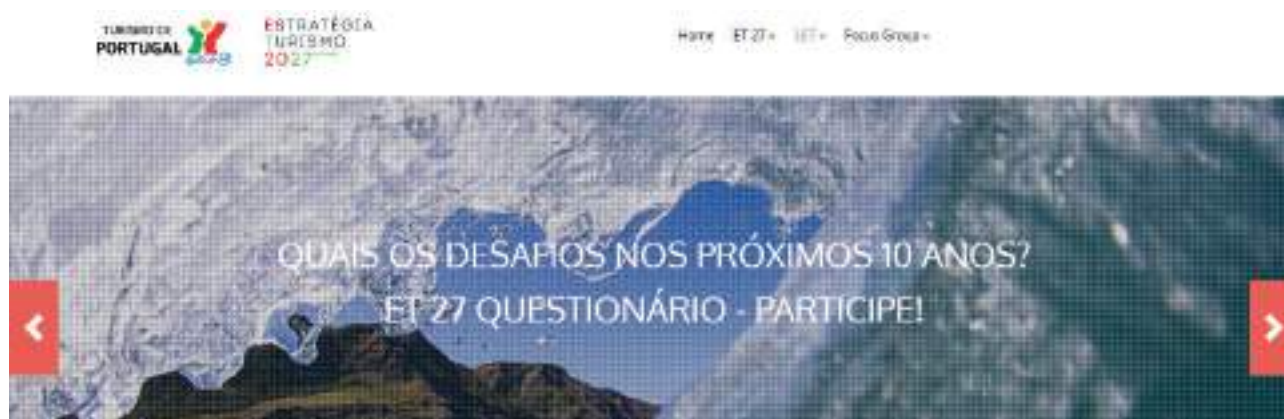 TURISMO DE
PORTUGAL
ESTRATÉGIA
TURISMO
2027
Home ET 27 LET Focus Group
QUAIS OS DESAFIOS NOS PRÓXIMOS 10 ANOS?
ET 27 QUESTIONÁRIO - PARTICIPE!